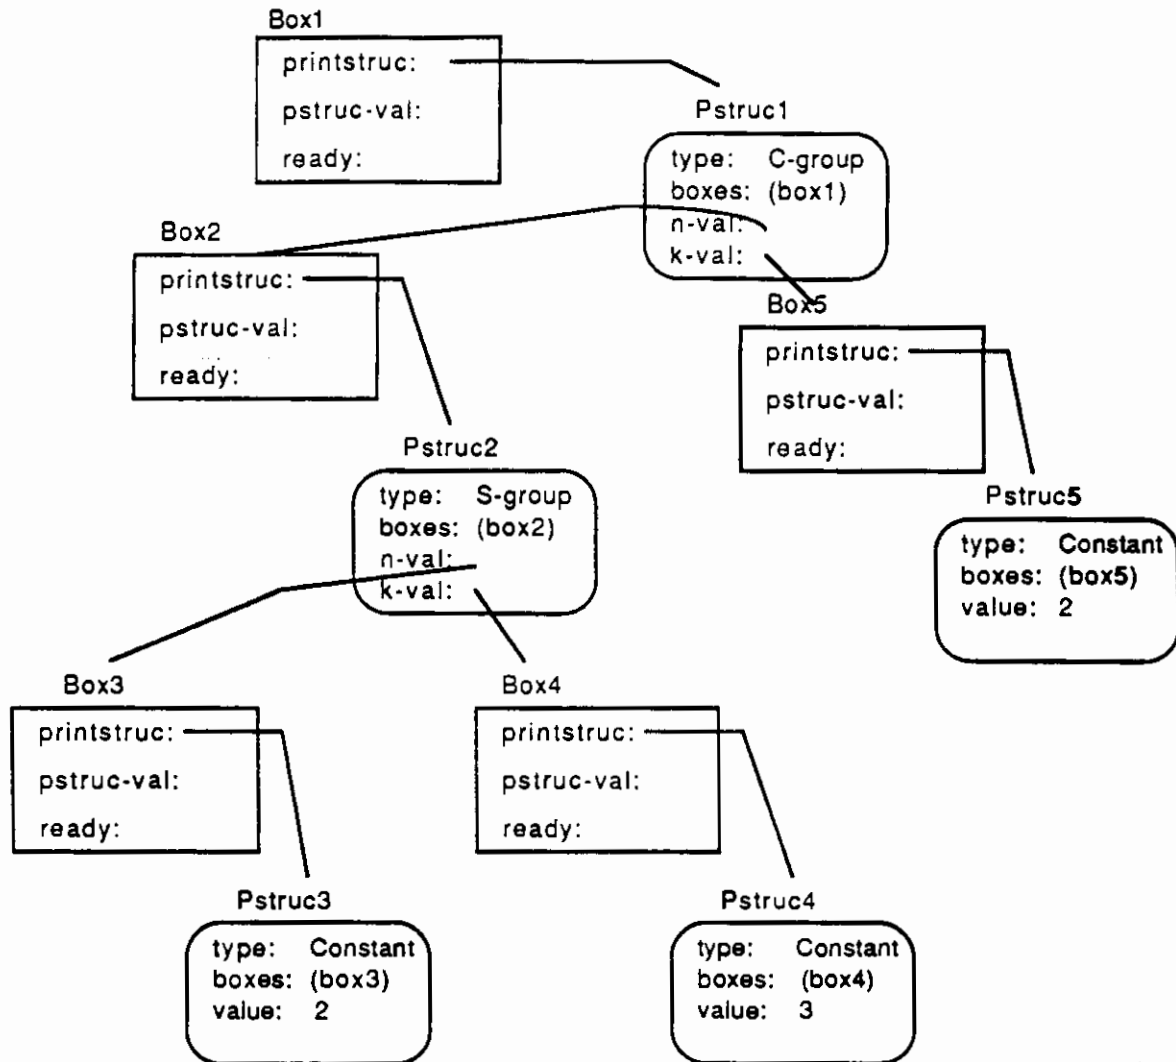 Box1
printstruc:
pstruc-val:
ready:
Pstruc1
type: C-group
boxes: (box1)
n-val:
k-val:
Box2
printstruc:
pstruc-val:
ready:
Box5
printstruc:
pstruc-val:
ready:
Pstruc2
type: S-group
boxes: (box2)
n-val:
k-val:
Pstruc5
type: Constant
boxes: (box5)
value: 2
Box3
printstruc:
pstruc-val:
ready:
Box4
printstruc:
pstruc-val:
ready:
Pstruc3
type: Constant
boxes: (box3)
value: 2
Pstruc4
type: Constant
boxes: (box4)
value: 3